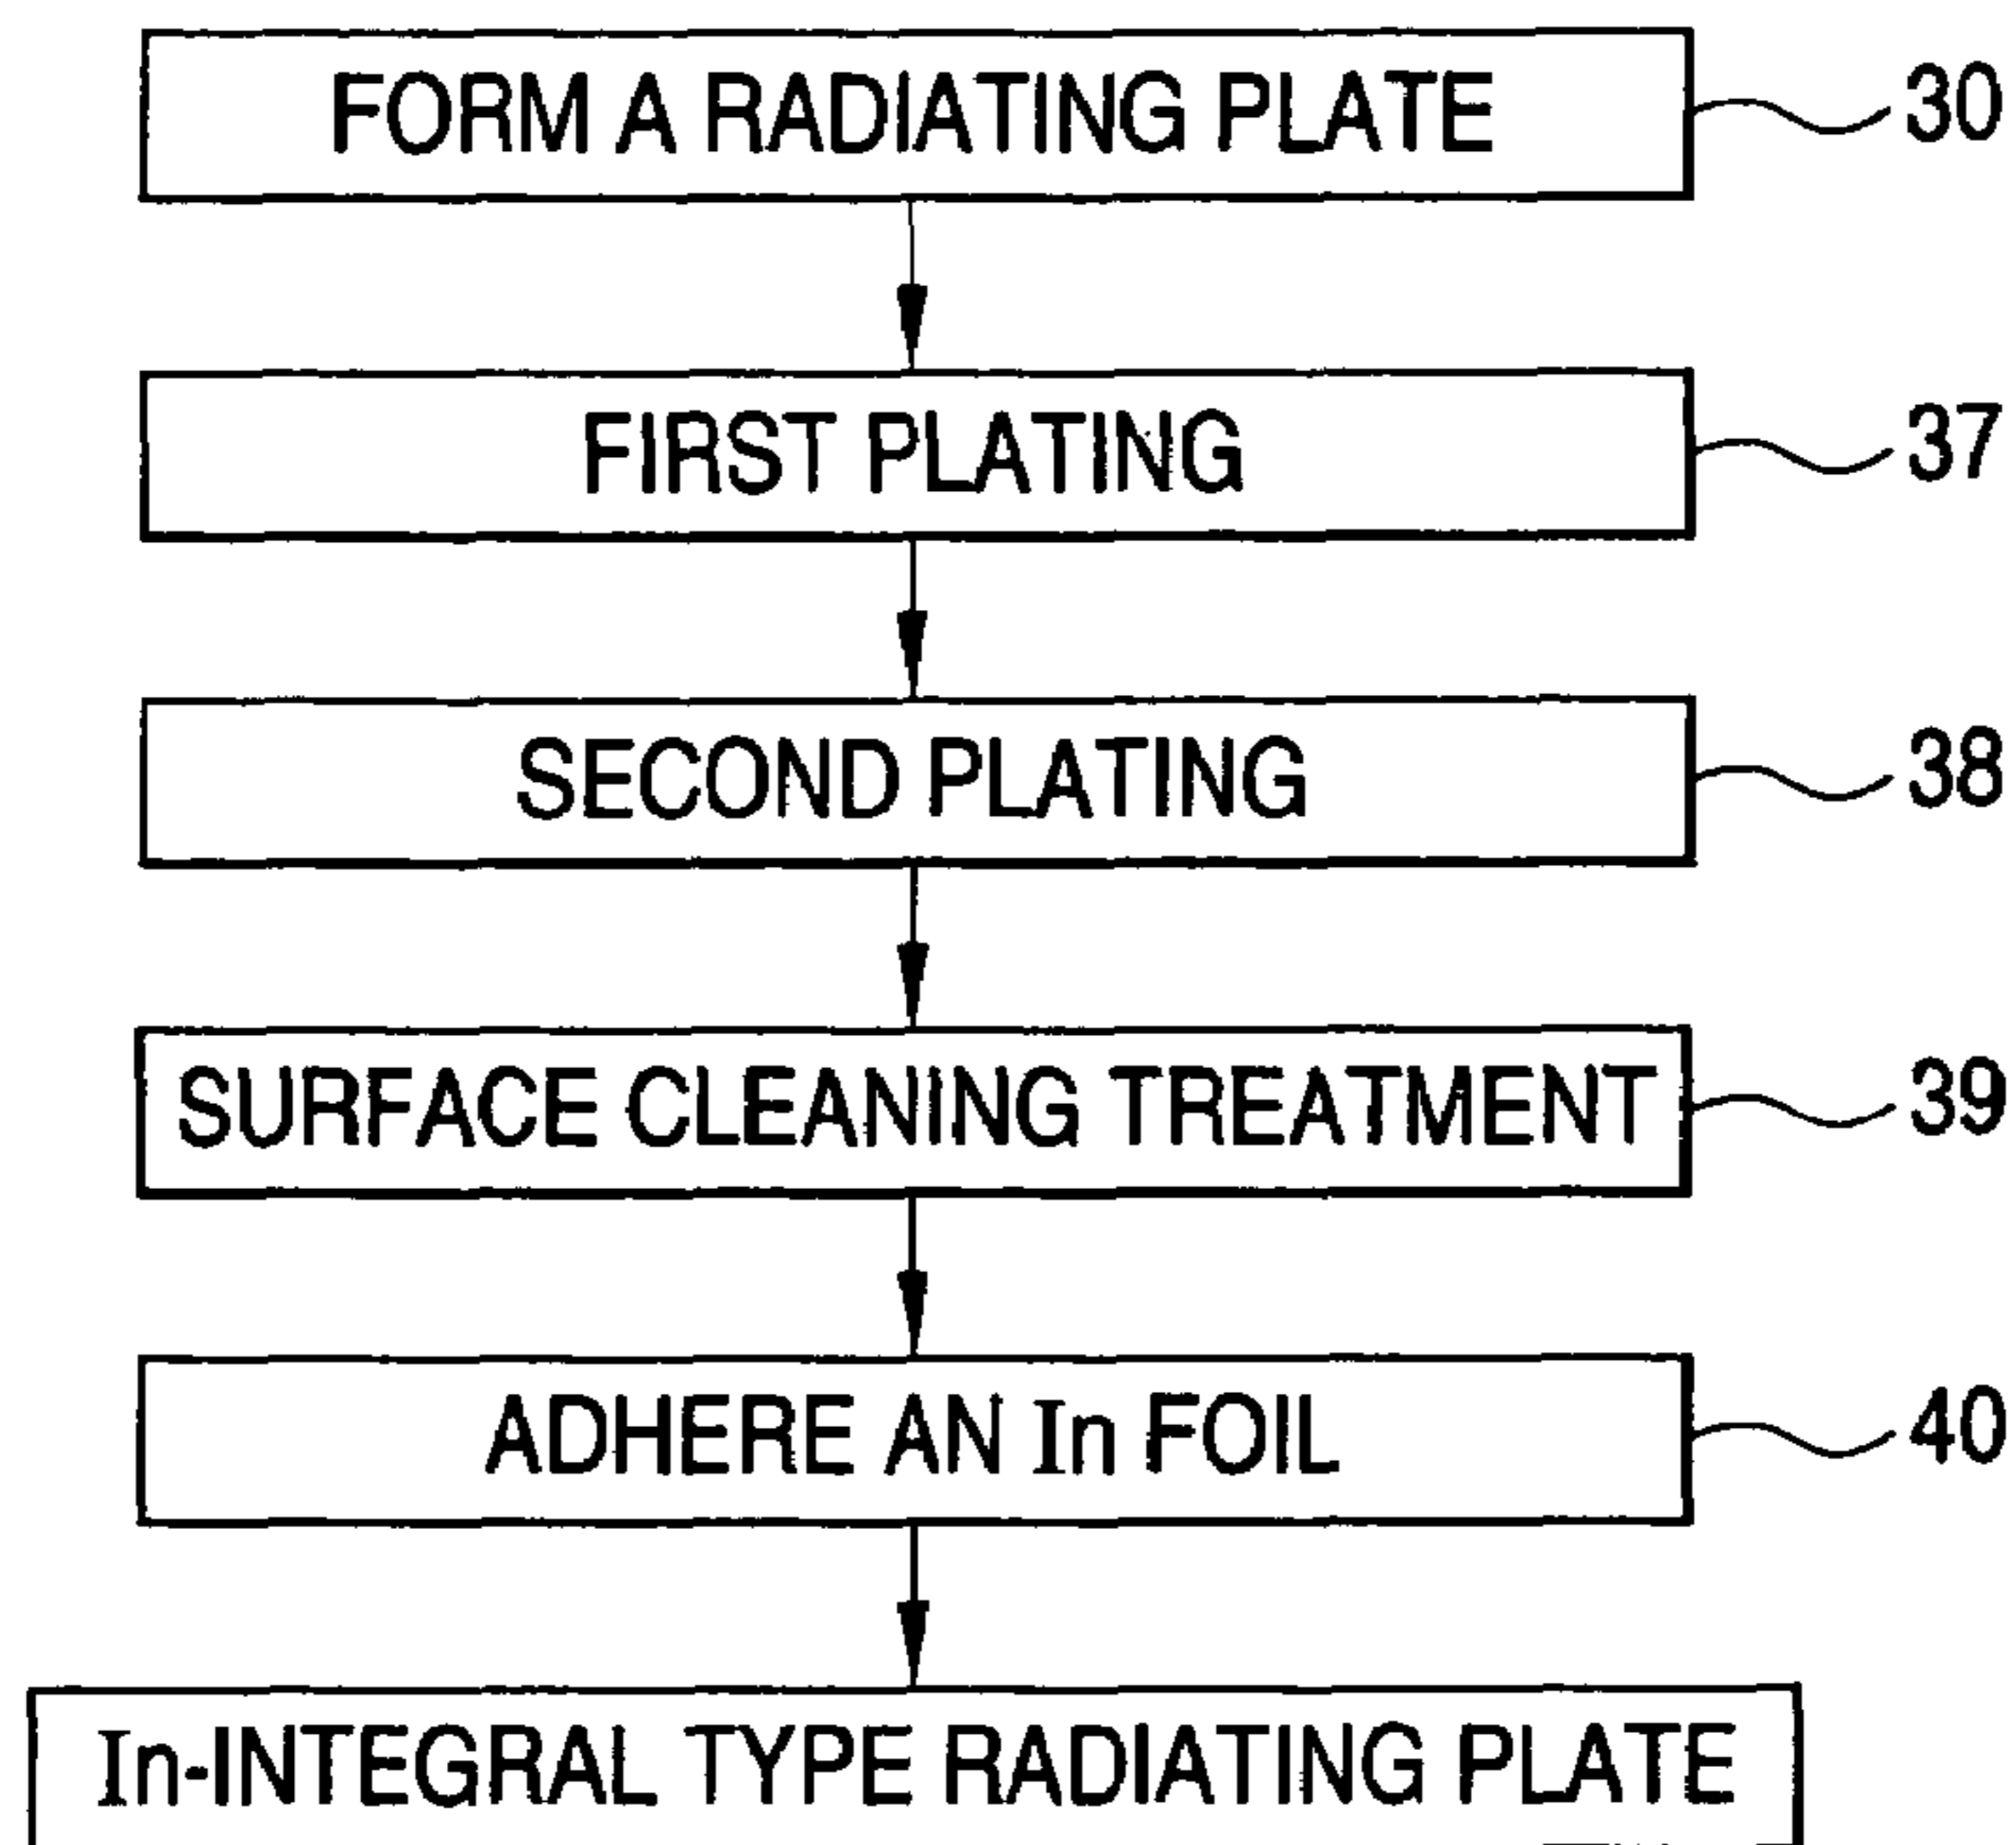 FORM A RADIATING PLATE 30
FIRST PLATING 37
SECOND PLATING 38
SURFACE CLEANING TREATMENT 39
ADHERE AN In FOIL 40
In-INTEGRAL TYPE RADIATING PLATE